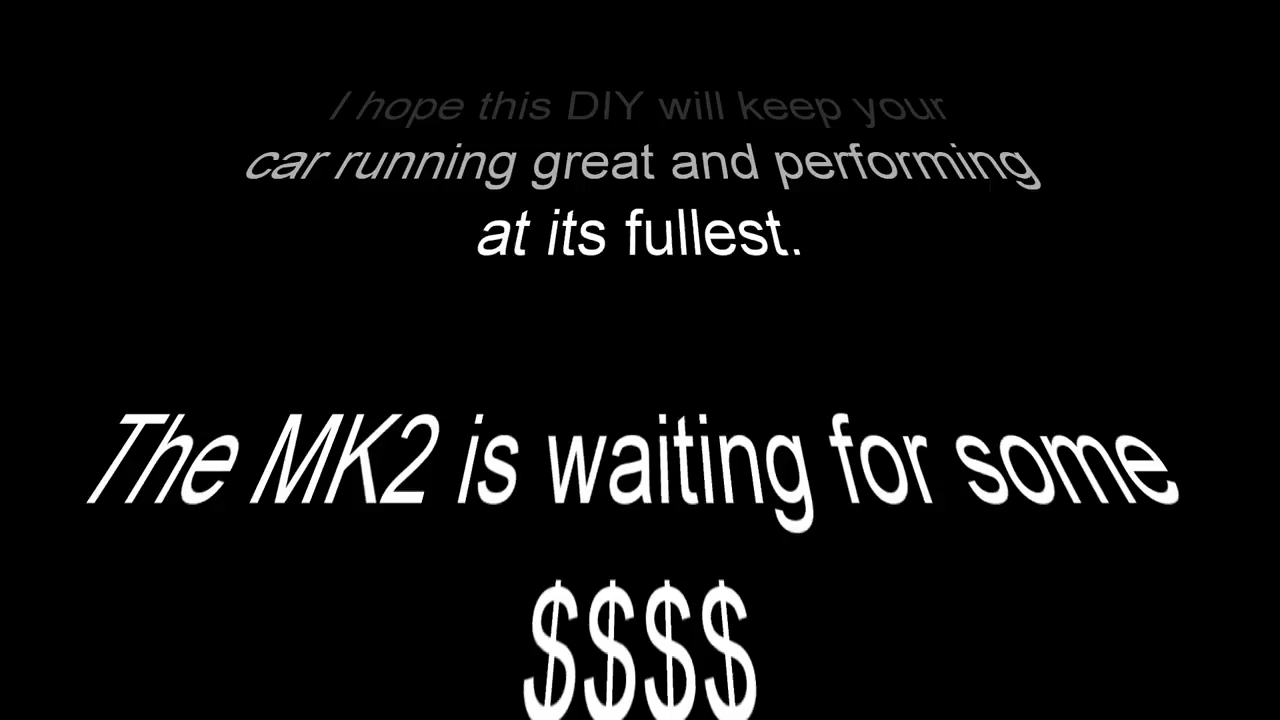 I hope this DIY will keep your
car running great and performing
at its fullest.
The MK2 is waiting for some
$$$$